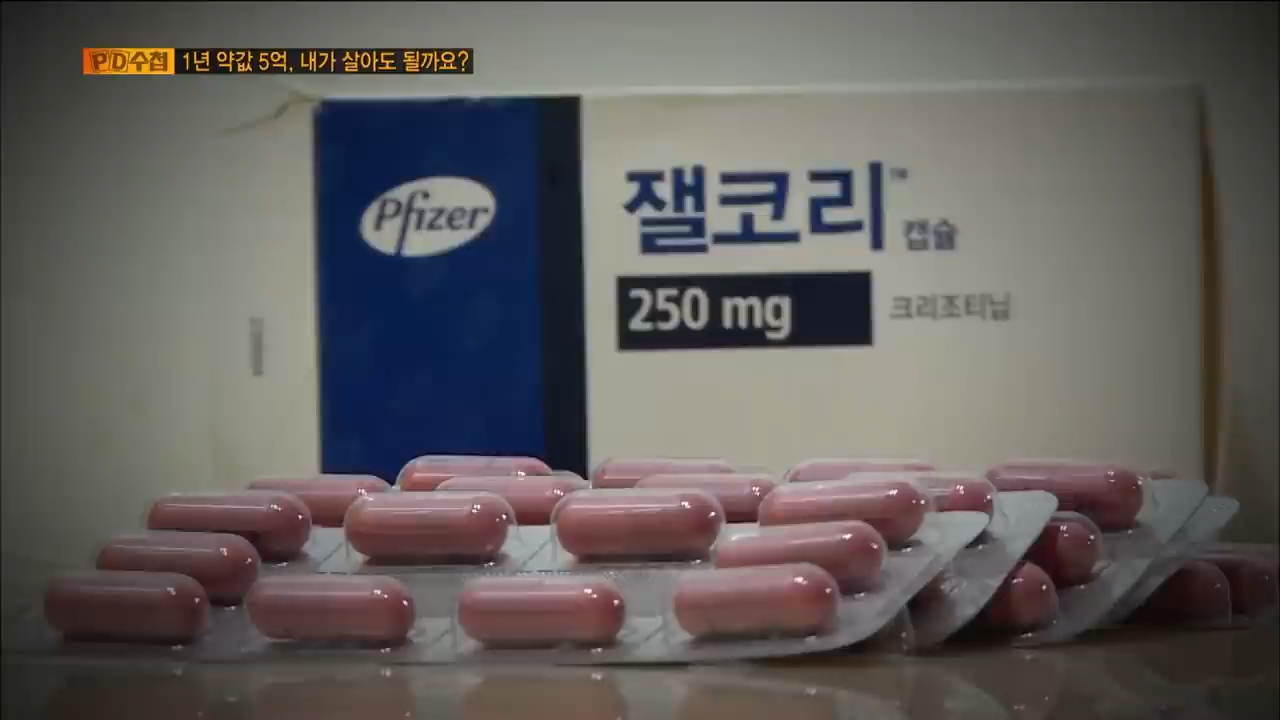 PD수첩 1년 약값 5억, 내가 살아도 될까요?
Pfizer
잴코리™ 캡슐
250 mg 크리조티닙